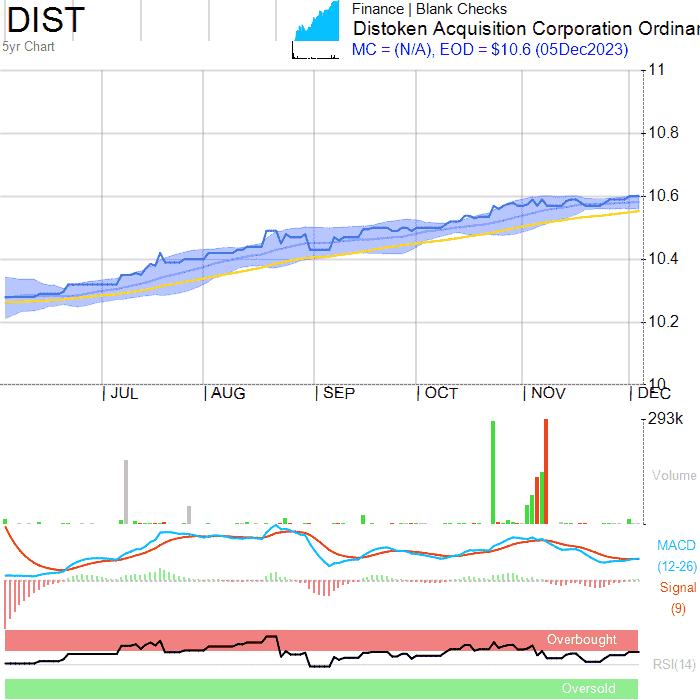 DIST
5yr Chart
Finance | Blank Checks
Distoken Acquisition Corporation Ordinar
MC = (N/A), EOD = $10.6 (05Dec2023)
11
10.8
10.6
10.4
10.2
10
| JUL | AUG | SEP | OCT | NOV | DEC
293k
Volume
MACD
(12-26)
Signal
(9)
Overbought
RSI(14)
Oversold